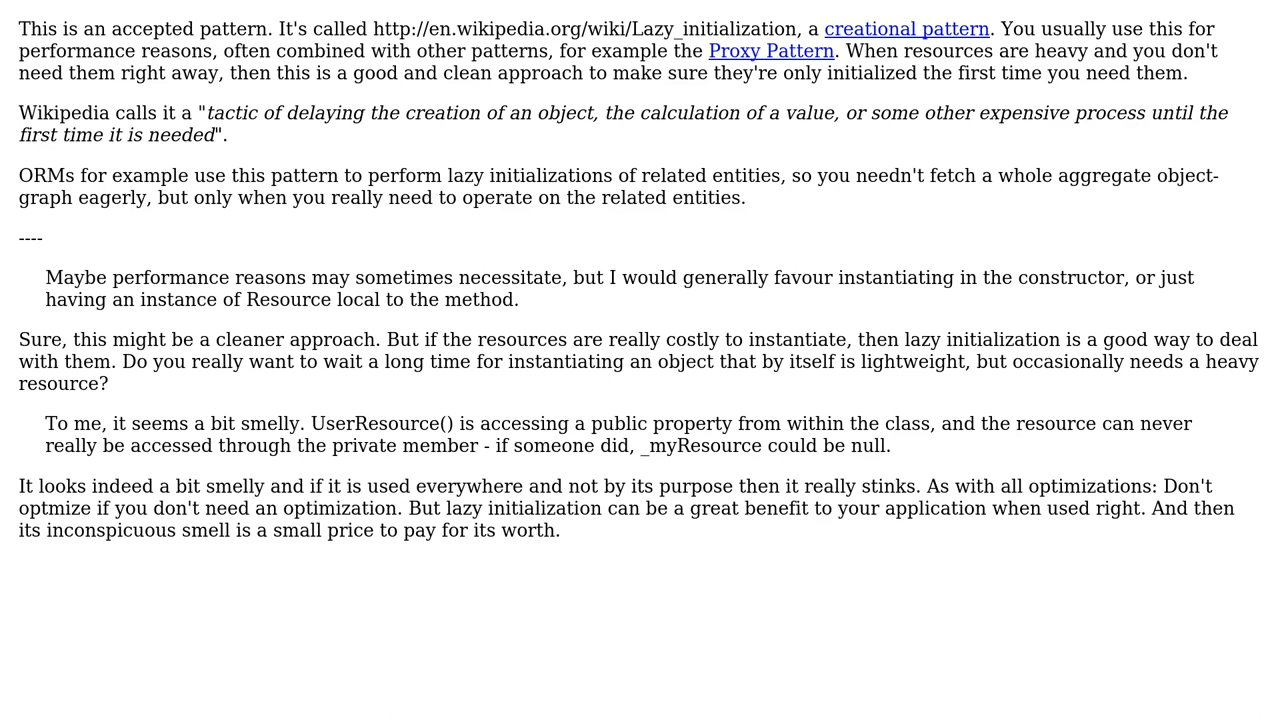 This is an accepted pattern. It's called http://en.wikipedia.org/wiki/Lazy_initialization, a creational pattern. You usually use this for
performance reasons, often combined with other patterns, for example the Proxy Pattern. When resources are heavy and you don't
need them right away, then this is a good and clean approach to make sure they're only initialized the first time you need them.
Wikipedia calls it a "tactic of delaying the creation of an object, the calculation of a value, or some other expensive process until the
first time it is needed".
ORMs for example use this pattern to perform lazy initializations of related entities, so you needn't fetch a whole aggregate object-
graph eagerly, but only when you really need to operate on the related entities.
----
Maybe performance reasons may sometimes necessitate, but I would generally favour instantiating in the constructor, or just
having an instance of Resource local to the method.
Sure, this might be a cleaner approach. But if the resources are really costly to instantiate, then lazy initialization is a good way to deal
with them. Do you really want to wait a long time for instantiating an object that by itself is lightweight, but occasionally needs a heavy
resource?
To me, it seems a bit smelly. UserResource() is accessing a public property from within the class, and the resource can never
really be accessed through the private member - if someone did, _myResource could be null.
It looks indeed a bit smelly and if it is used everywhere and not by its purpose then it really stinks. As with all optimizations: Don't
optmize if you don't need an optimization. But lazy initialization can be a great benefit to your application when used right. And then
its inconspicuous smell is a small price to pay for its worth.